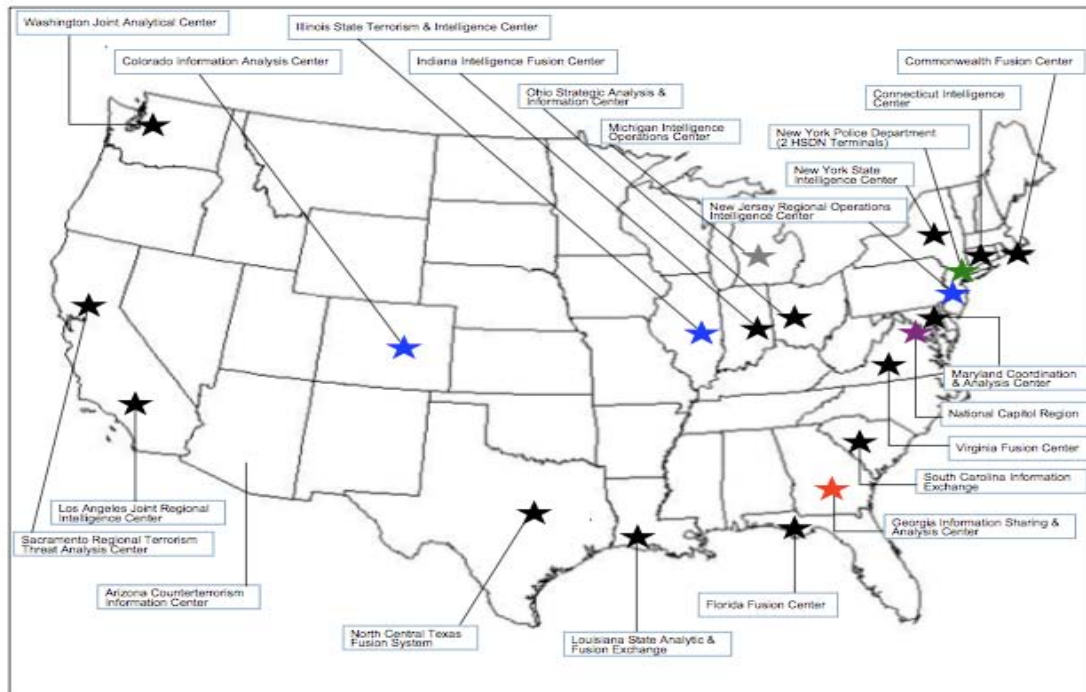 Washington Joint Analytical Center
Illinois State Terrorism & Intelligence Center
Colorado Information Analysis Center
Indiana Intelligence Fusion Center
Commonwealth Fusion Center
Ohio Strategic Analysis &
Information Center
Connecticut Intelligence
Center
Michigan Intelligence
Operations Center
New York Police Department
(2 HSDN Terminals)
New York State
Intelligence Center
New Jersey Regional Operations
Intelligence Center
Maryland Coordination
& Analysis Center
National Capitol Region
Virginia Fusion Center
South Carolina Information
Exchange
Los Angeles Joint Regional
Intelligence Center
Georgia Information Sharing &
Analysis Center
Sacramento Regional Terrorism
Threat Analysis Center
Arizona Counterterrorism
Information Center
Florida Fusion Center
North Central Texas
Fusion System
Louisiana State Analytic &
Fusion Exchange